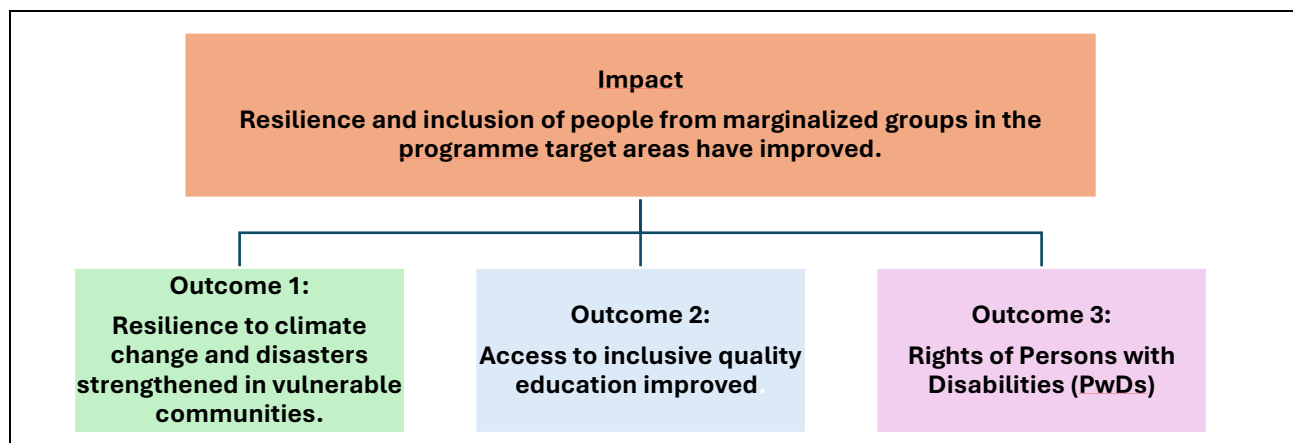 Impact
Resilience and inclusion of people from marginalized groups in the
programme target areas have improved.
Outcome 1:
Resilience to climate
change and disasters
strengthened in vulnerable
communities.
Outcome 2:
Access to inclusive quality
education improved.
Outcome 3:
Rights of Persons with
Disabilities (PwDs)